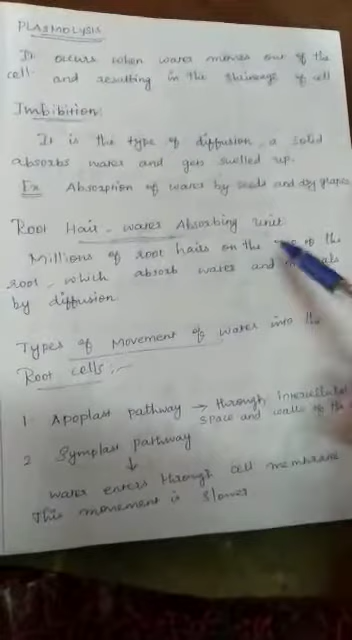 PLASMOLYSIS
It occurs when water moves out of the
cell and resulting in the shrinkage of cell
Imbibition:
It is the type of diffusion a solid
absorbs water and gets swelled up.
Ex Absorption of water by seeds and dry grapes
Root Hair - water Absorbing unit
Millions of root hairs on the of the
root, which absorb water and
by diffusion
Types of Movement of water into the
Root cells:-
1. Apoplast pathway → through Intercellular
space and walls of the
2 Symplast pathway
↓
water enters through cell membrane
This movement is slower